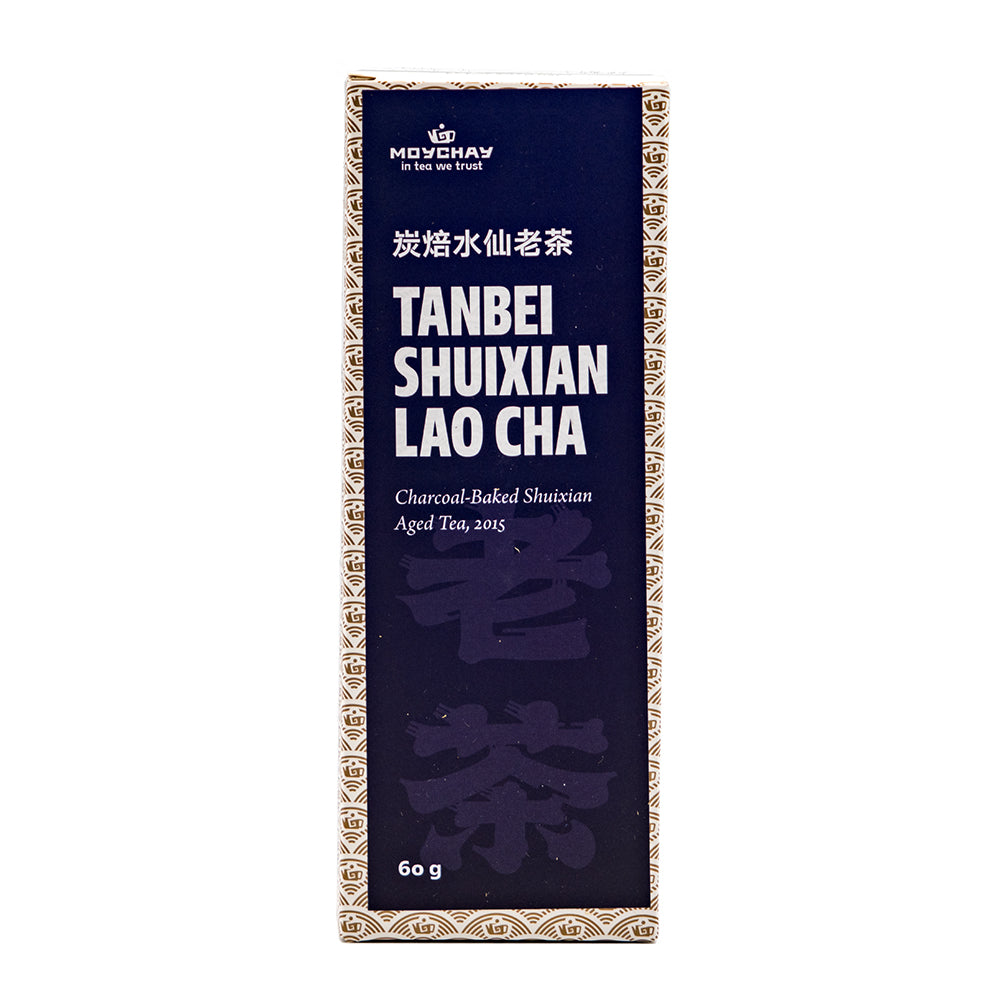 MOYCHAY
in tea we trust
炭焙水仙老茶
TANBEI
SHUIXIAN
LAO CHA
Charcoal-Baked Shuixian
Aged Tea, 2015
老
茶
60 g